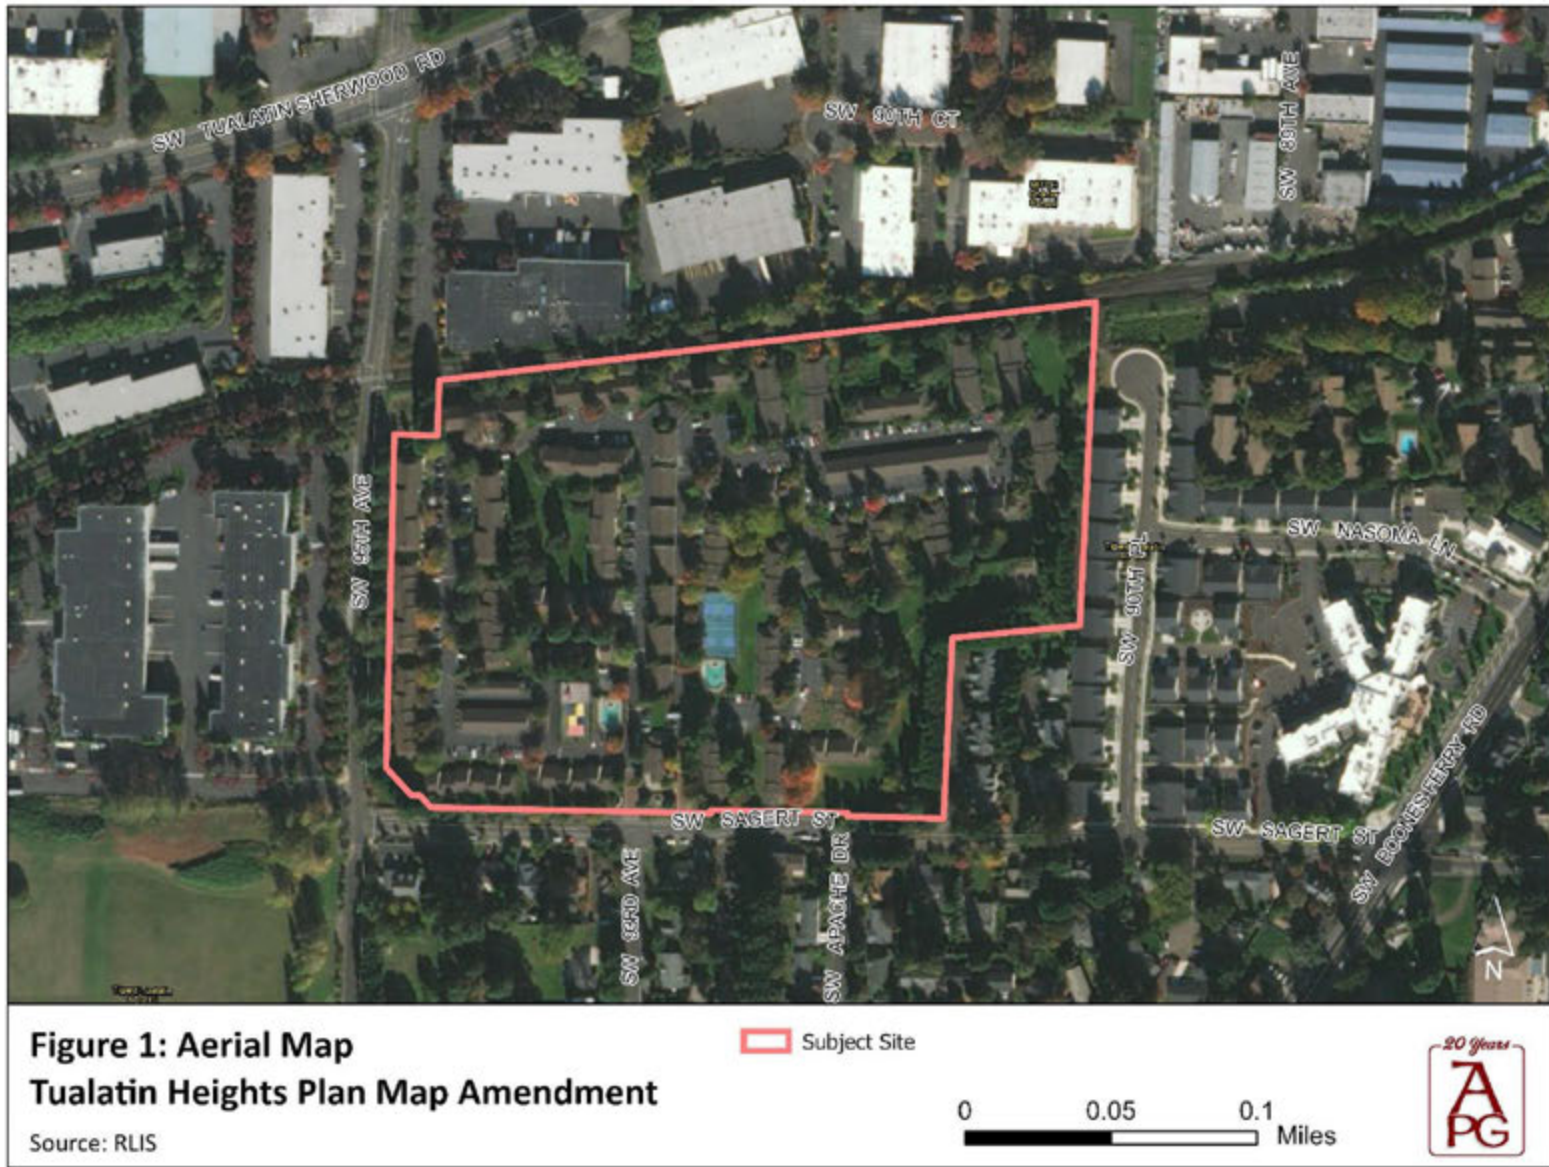 SW TUALATIN SHERWOOD RD
SW 90TH CT
SW 89TH AVE
SW 95TH AVE
SW NASOMA LN
SW 90TH PL
SW SAGERT ST
SW SAGERT ST
SW BOONES FERRY RD
SW 93RD AVE
SW APACHE DR
N
Figure 1: Aerial Map
Tualatin Heights Plan Map Amendment
Source: RLIS
Subject Site
0 0.05 0.1
Miles
20 Years
APG